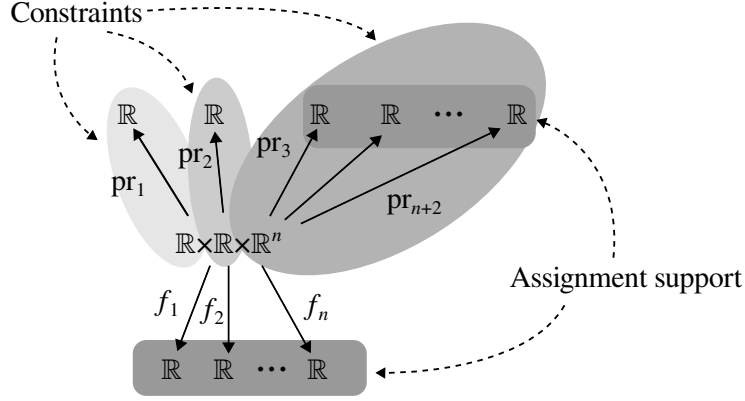 Constraints
ℝ ℝ ℝ ℝ ⋯ ℝ
pr₁ pr₂ pr₃ prₙ₊₂
ℝ×ℝ×ℝⁿ
Assignment support
f₁ f₂ fₙ
ℝ ℝ ⋯ ℝ